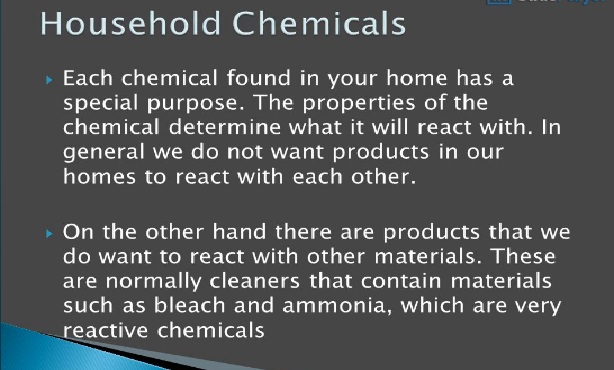 Household Chemicals
Each chemical found in your home has a
special purpose. The properties of the
chemical determine what it will react with. In
general we do not want products in our
homes to react with each other.
On the other hand there are products that we
do want to react with other materials. These
are normally cleaners that contain materials
such as bleach and ammonia, which are very
reactive chemicals